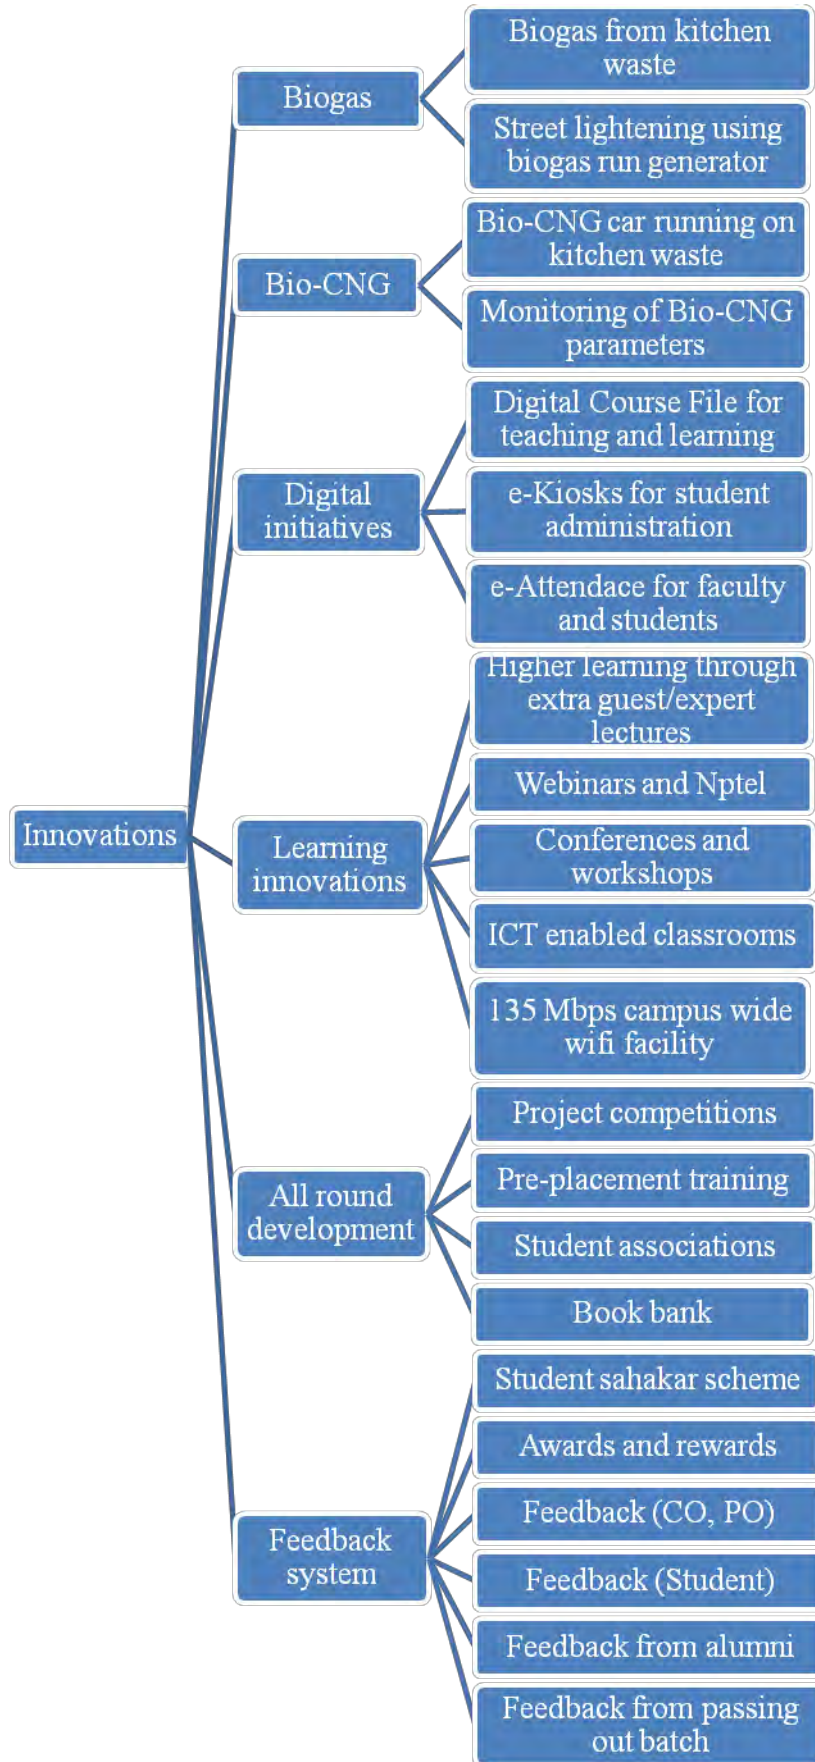 Innovations
Biogas
Biogas from kitchen
waste
Street lightening using
biogas run generator
Bio-CNG
Bio-CNG car running on
kitchen waste
Monitoring of Bio-CNG
parameters
Digital
initiatives
Digital Course File for
teaching and learning
e-Kiosks for student
administration
e-Attendace for faculty
and students
Learning
innovations
Higher learning through
extra guest/expert
lectures
Webinars and Nptel
Conferences and
workshops
ICT enabled classrooms
135 Mbps campus wide
wifi facility
All round
development
Project competitions
Pre-placement training
Student associations
Book bank
Feedback
system
Student sahakar scheme
Awards and rewards
Feedback (CO, PO)
Feedback (Student)
Feedback from alumni
Feedback from passing
out batch